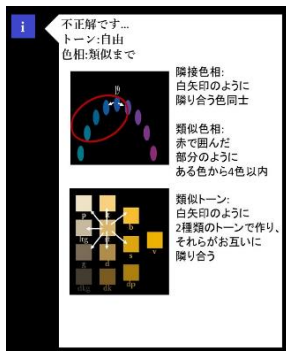 i
不正解です...
トーン:自由
色相:類似まで
隣接色相:
白矢印のように
隣り合う色同士
類似色相:
赤で囲んだ
部分のように
ある色から4色以内
類似トーン:
白矢印のように
2種類のトーンで作り、
それらがお互いに
隣り合う
p
b
ltg
s
v
g
d
dp
dkg
dk